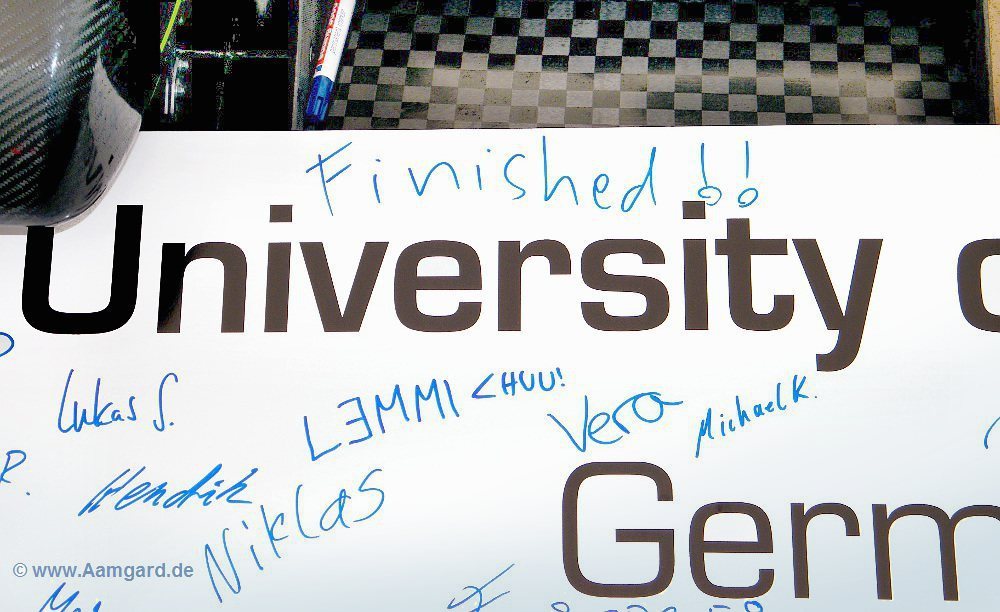 Finished !!
University
Lukas S.
LEMMI <HUU!
Vera
Michael K.
R.
Hendrik
Niklas
Germ
© www.Aamgard.de